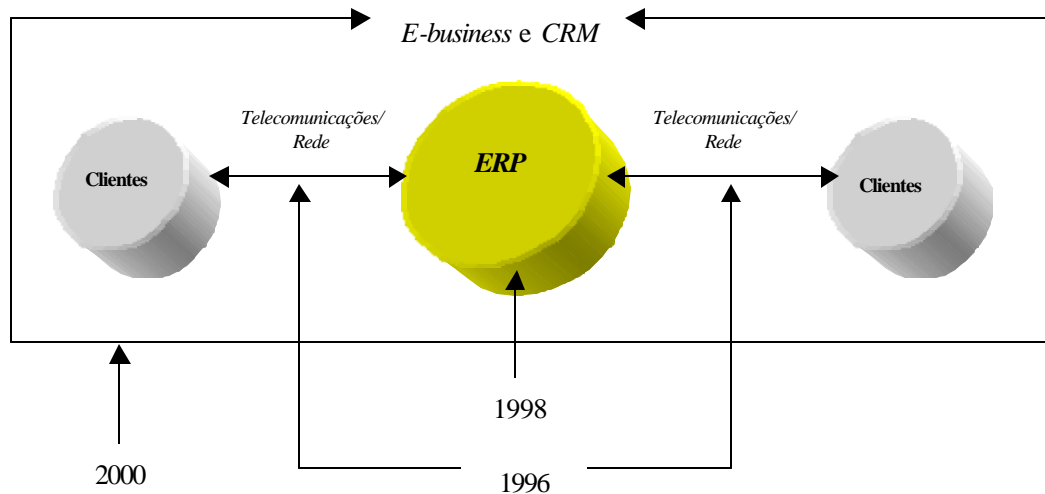 E-business e CRM
Telecomunicações/
Rede
Telecomunicações/
Rede
Clientes
ERP
Clientes
1998
2000
1996